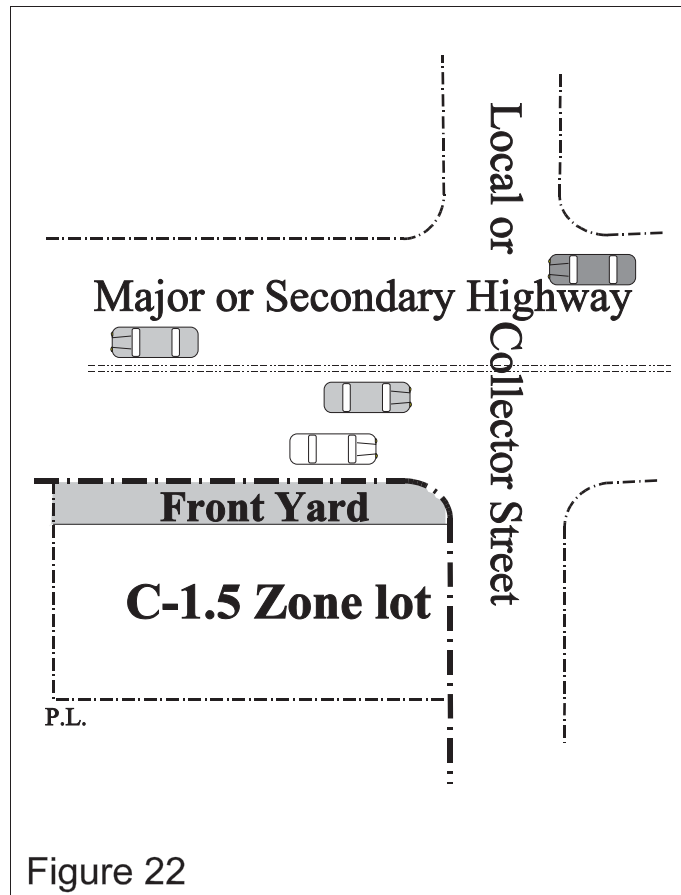 Local or Collector Street
Major or Secondary Highway
Front Yard
C-1.5 Zone lot
P.L.
Figure 22